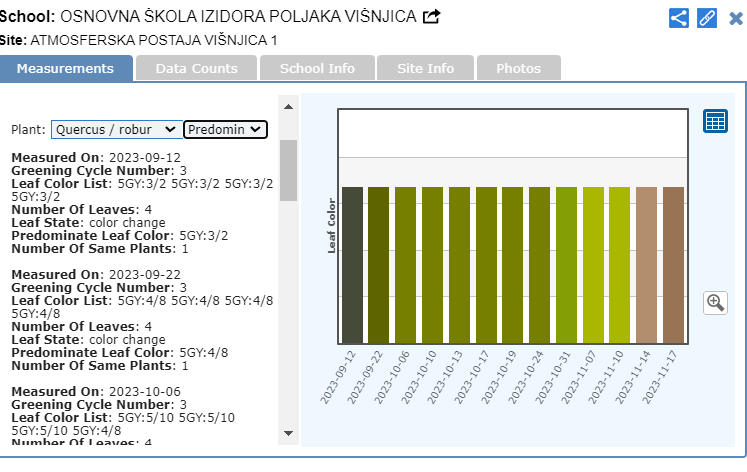 School: OSNOVNA ŠKOLA IZIDORA POLJAKA VIŠNJICA
Site: ATMOSFERSKA POSTAJA VIŠNJICA 1
Measurements Data Counts School Info Site Info Photos
Plant: Quercus / robur Predomin
Measured On: 2023-09-12
Greening Cycle Number: 3
Leaf Color List: 5GY:3/2 5GY:3/2 5GY:3/2
5GY:3/2
Number Of Leaves: 4
Leaf State: color change
Predominate Leaf Color: 5GY:3/2
Number Of Same Plants: 1
Measured On: 2023-09-22
Greening Cycle Number: 3
Leaf Color List: 5GY:4/8 5GY:4/8 5GY:4/8
5GY:4/8
Number Of Leaves: 4
Leaf State: color change
Predominate Leaf Color: 5GY:4/8
Number Of Same Plants: 1
Measured On: 2023-10-06
Greening Cycle Number: 3
Leaf Color List: 5GY:5/10 5GY:5/10
5GY:5/10 5GY:4/8
Number Of Leaves: 4
Leaf Color
2023-09-12
2023-09-22
2023-10-06
2023-10-10
2023-10-13
2023-10-17
2023-10-19
2023-10-24
2023-10-31
2023-11-07
2023-11-10
2023-11-14
2023-11-17